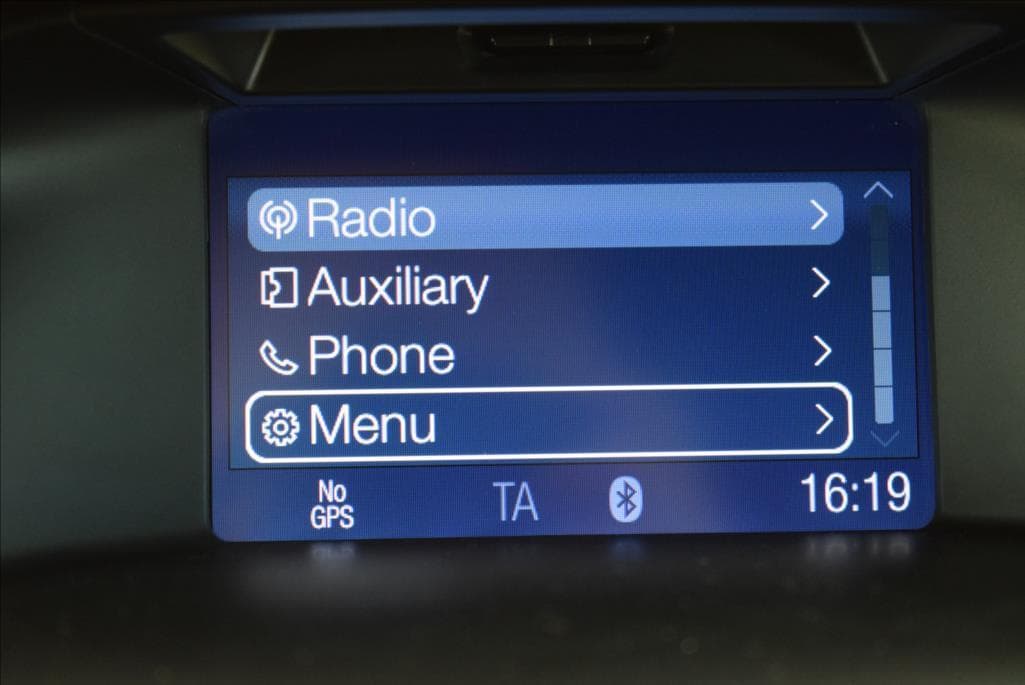 Radio
Auxiliary
Phone
Menu
No
GPS
TA
16:19